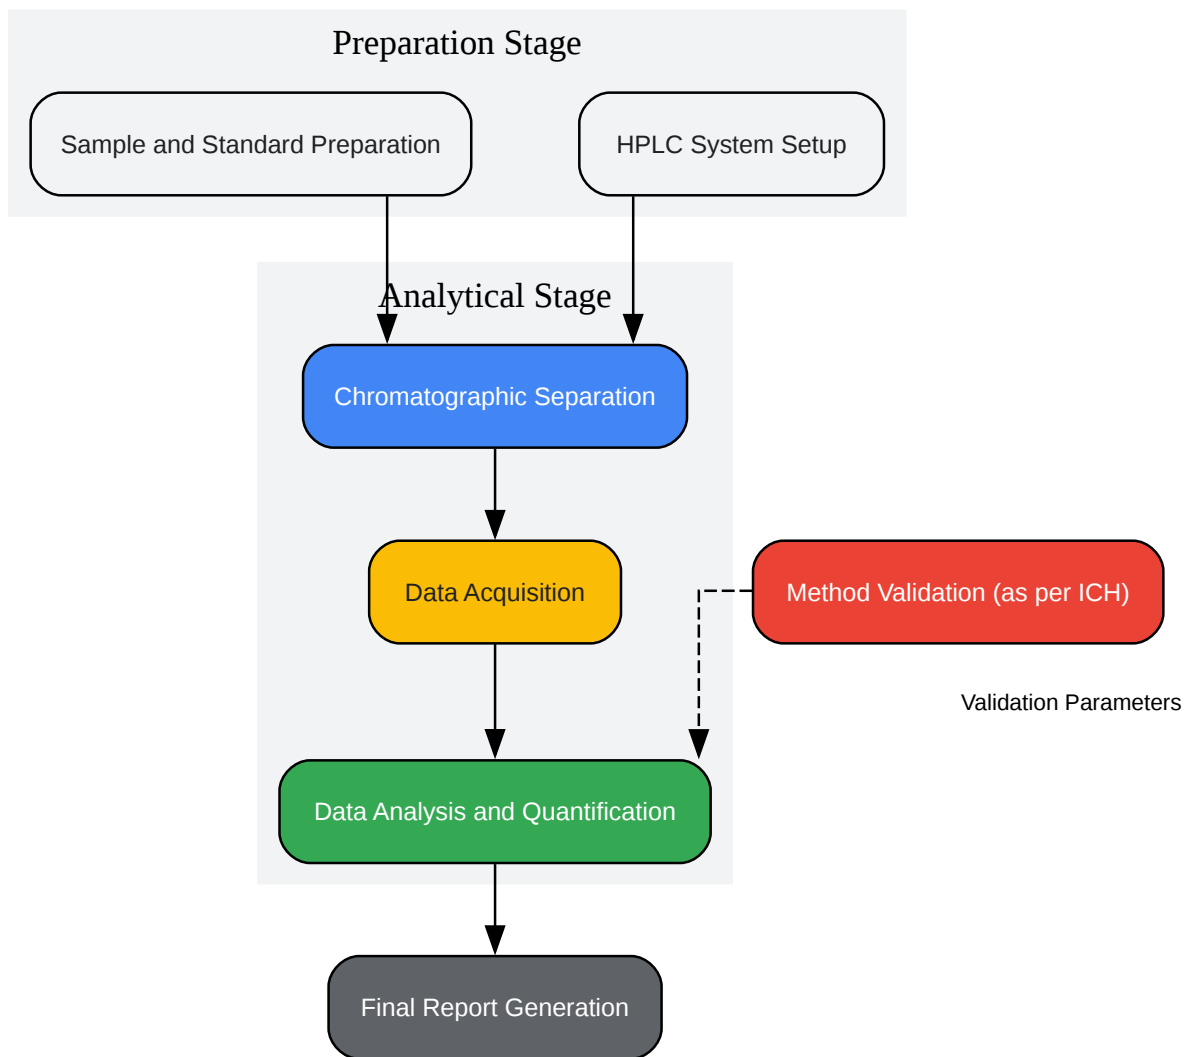 Preparation Stage
Sample and Standard Preparation
HPLC System Setup
Analytical Stage
Chromatographic Separation
Data Acquisition
Method Validation (as per ICH)
Validation Parameters
Data Analysis and Quantification
Final Report Generation